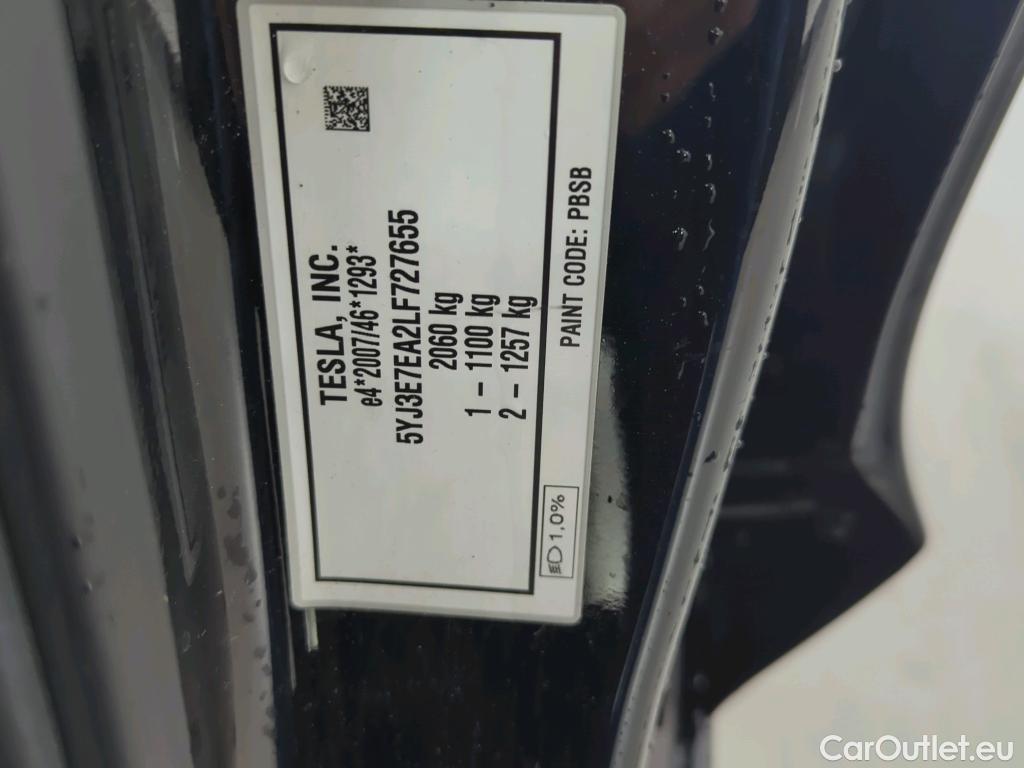 TESLA, INC.
e4*2007/46*1293*
5YJ3E7EA2LF727655
2060 kg
1 - 1100 kg
2 - 1257 kg
1,0%
PAINT CODE: PBSB
CarOutlet.eu